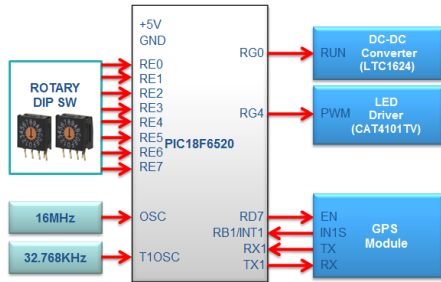 +5V
GND
ROTARY
DIP SW
RE0
RE1
RE2
RE3
RE4
RE5
RE6
RE7
PIC18F6520
RG0
RG4
RUN
DC-DC
Converter
(LTC1624)
PWM
LED
Driver
(CAT4101TV)
16MHz
OSC
32.768KHz
T1OSC
RD7
RB1/INT1
RX1
TX1
EN
IN1S
TX
RX
GPS
Module